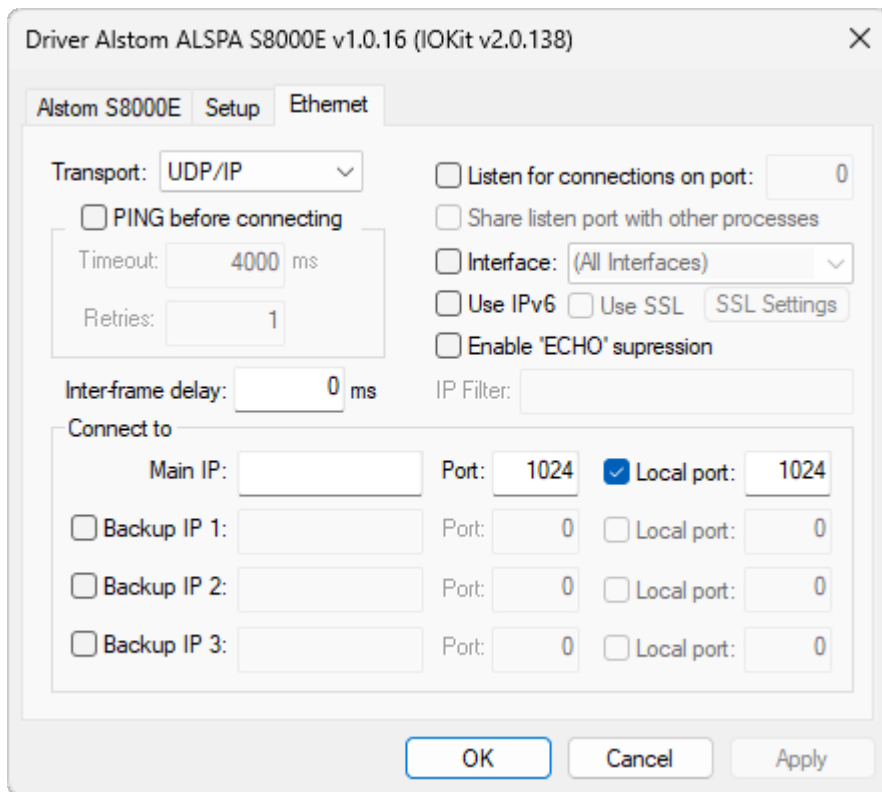 Driver Alstom ALSPA S8000E v1.0.16 (IOKit v2.0.138)
Alstom S8000E Setup Ethernet
Transport: UDP/IP
Listen for connections on port: 0
PING before connecting
Share listen port with other processes
Timeout: 4000 ms
Interface: (All Interfaces)
Use IPv6 Use SSL SSL Settings
Retries: 1
Enable 'ECHO' supression
Inter-frame delay: 0 ms
IP Filter:
Connect to
Main IP: Port: 1024 Local port: 1024
Backup IP 1: Port: 0 Local port: 0
Backup IP 2: Port: 0 Local port: 0
Backup IP 3: Port: 0 Local port: 0
OK Cancel Apply